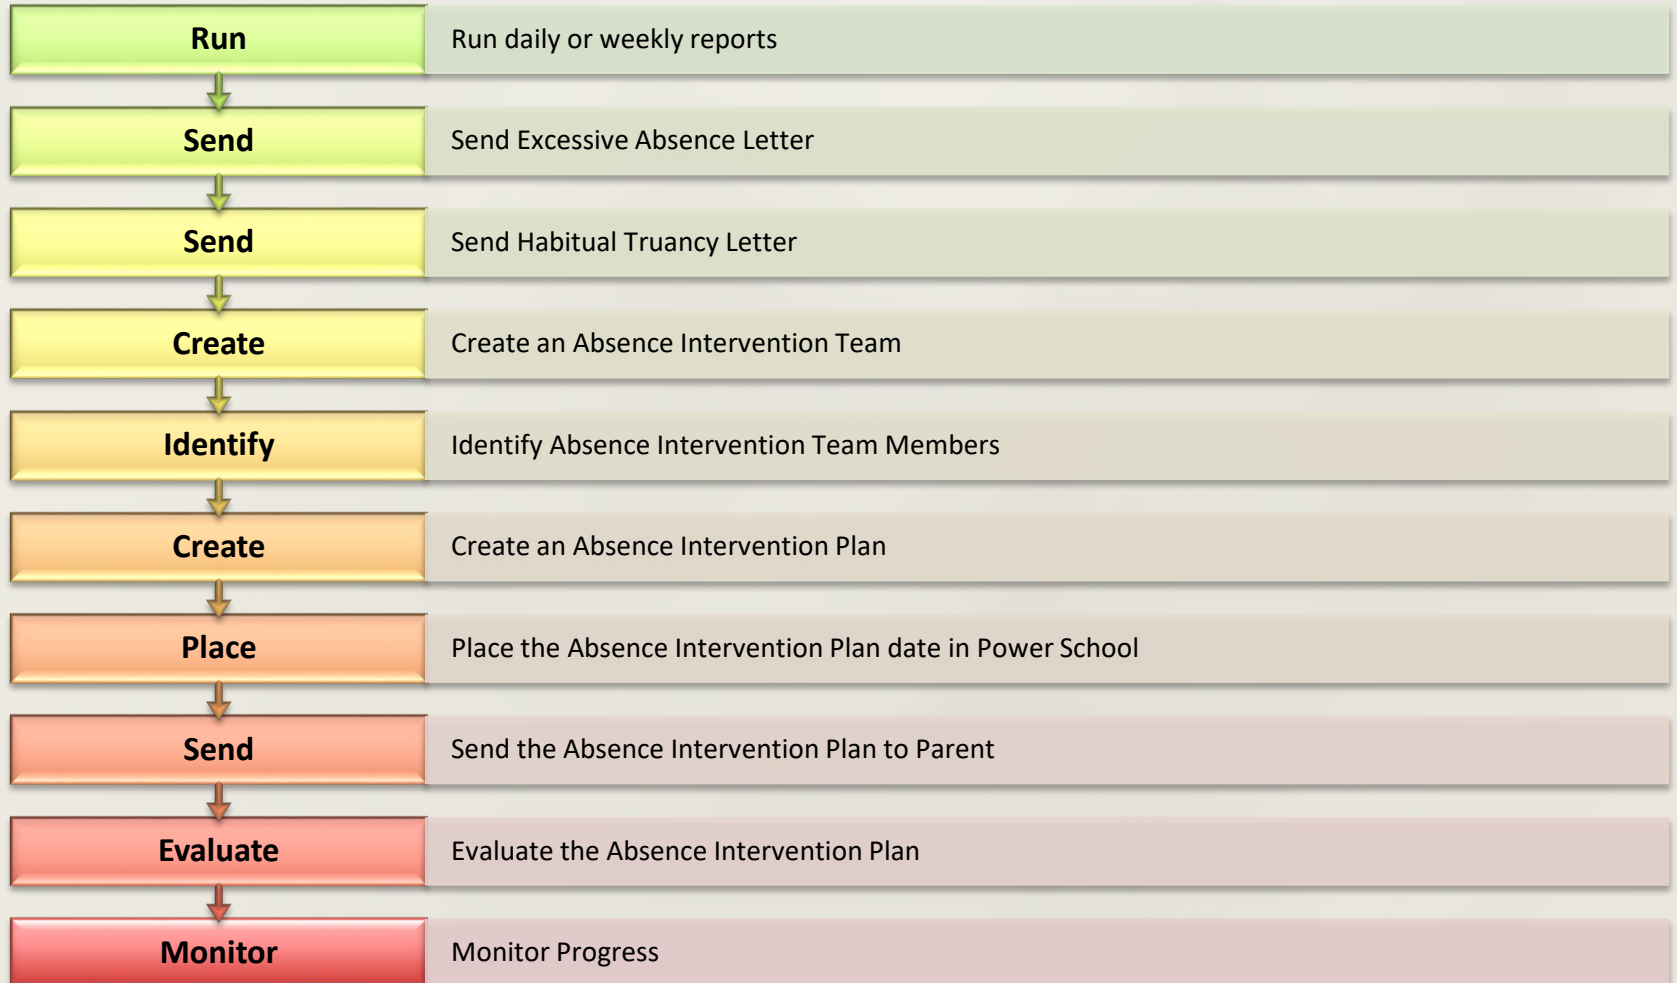 Run
Run daily or weekly reports
Send
Send Excessive Absence Letter
Send
Send Habitual Truancy Letter
Create
Create an Absence Intervention Team
Identify
Identify Absence Intervention Team Members
Create
Create an Absence Intervention Plan
Place
Place the Absence Intervention Plan date in Power School
Send
Send the Absence Intervention Plan to Parent
Evaluate
Evaluate the Absence Intervention Plan
Monitor
Monitor Progress